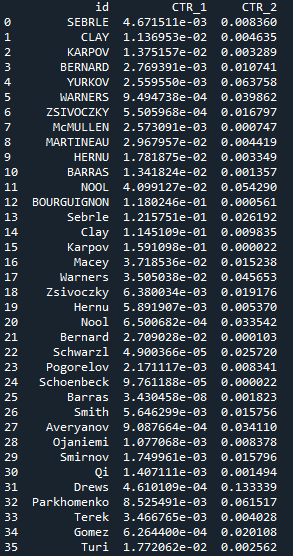 id CTR_1 CTR_2
0 SEBRLE 4.671511e-03 0.008360
1 CLAY 1.136953e-02 0.004635
2 KARPOV 1.375157e-02 0.003289
3 BERNARD 2.769391e-03 0.010741
4 YURKOV 2.559550e-03 0.063758
5 WARNERS 9.494738e-04 0.039862
6 ZSIVOCZKY 5.505968e-04 0.016797
7 McMULLEN 2.573091e-03 0.000747
8 MARTINEAU 2.967957e-02 0.004419
9 HERNU 1.781875e-02 0.003349
10 BARRAS 1.341824e-02 0.001357
11 NOOL 4.099127e-02 0.054290
12 BOURGUIGNON 1.180246e-01 0.000561
13 Sebrle 1.215751e-01 0.026192
14 Clay 1.145109e-01 0.009835
15 Karpov 1.591098e-01 0.000022
16 Macey 3.718536e-02 0.015238
17 Warners 3.505038e-02 0.045653
18 Zsivoczky 6.380034e-03 0.019176
19 Hernu 5.891907e-03 0.005370
20 Nool 6.500682e-04 0.033542
21 Bernard 2.709028e-02 0.000103
22 Schwarzl 4.900366e-05 0.025720
23 Pogorelov 2.171117e-03 0.008341
24 Schoenbeck 9.761188e-05 0.000022
25 Barras 3.430458e-08 0.001823
26 Smith 5.646299e-03 0.015756
27 Averyanov 9.087664e-04 0.034110
28 Ojaniemi 1.077068e-03 0.008378
29 Smirnov 1.749963e-03 0.015796
30 Qi 1.407111e-03 0.001494
31 Drews 4.610109e-04 0.133339
32 Parkhomenko 8.525491e-03 0.061517
33 Terek 3.466765e-03 0.004028
34 Gomez 6.264400e-04 0.020108
35 Turi 1.772062e-02 0.002562